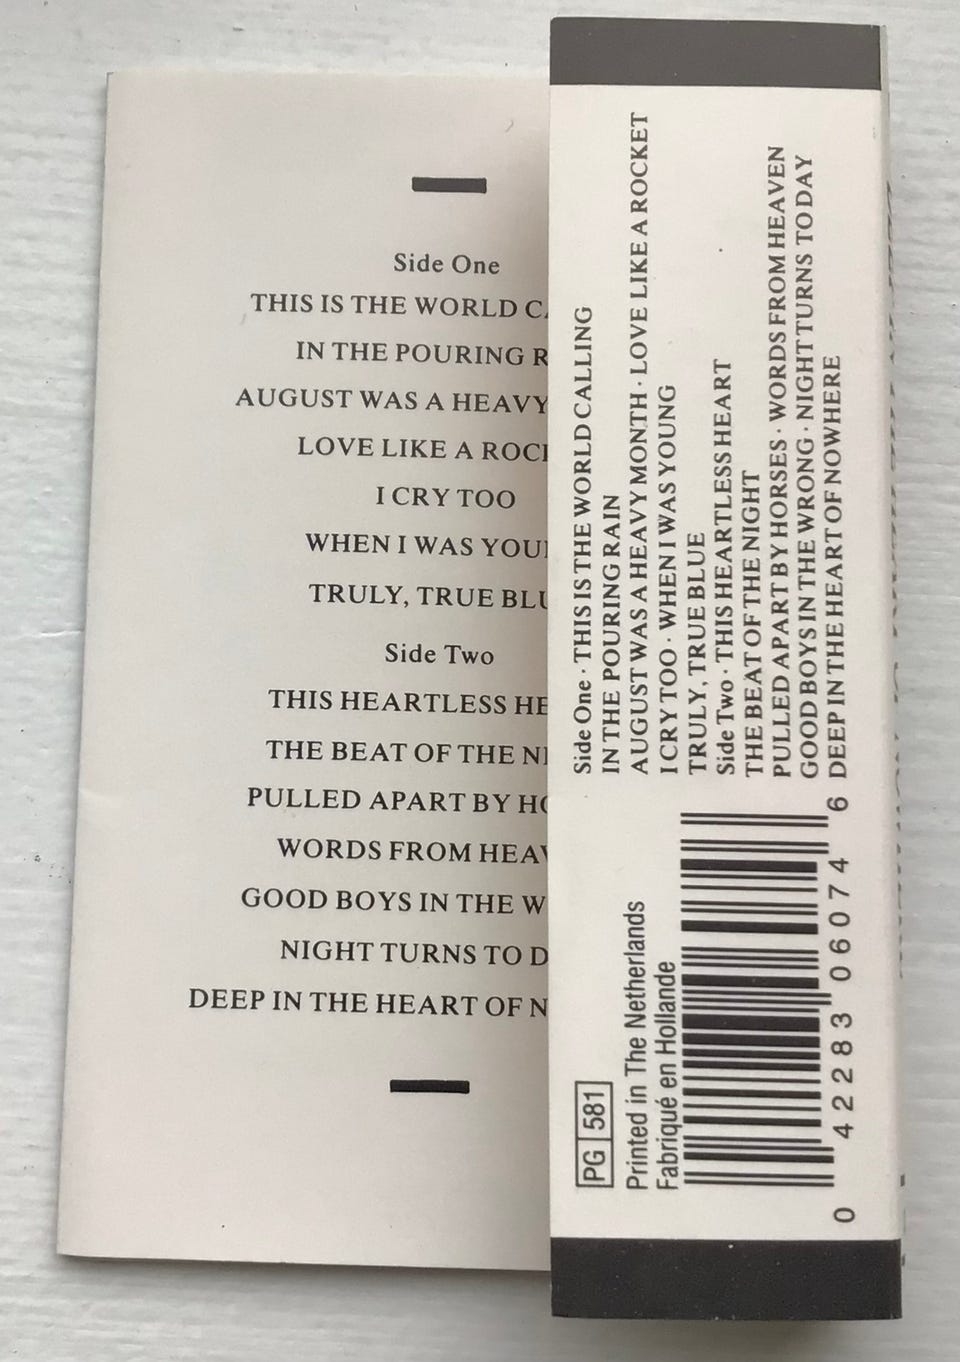 Side One
THIS IS THE WORLD
IN THE POURING
AUGUST WAS A HEAVY
LOVE LIKE A
I CRY TOO
WHEN I WAS
TRULY, TRUE
Side Two
THIS HEARTLESS
THE BEAT OF THE
PULLED APART BY
WORDS FROM
GOOD BOYS IN THE
NIGHT TURNS TO
DEEP IN THE HEART OF
Side One · THIS IS THE WORLD CALLING
IN THE POURING RAIN
AUGUST WAS A HEAVY MONTH · LOVE LIKE A ROCKET
I CRY TOO · WHEN I WAS YOUNG
TRULY, TRUE BLUE
Side Two · THIS HEARTLESS HEART
THE BEAT OF THE NIGHT
PULLED APART BY HORSES · WORDS FROM HEAVEN
GOOD BOYS IN THE WRONG · NIGHT TURNS TO DAY
DEEP IN THE HEART OF NOWHERE
PG 581
Printed in The Netherlands
Fabriqué en Hollande
0 42283 06074 6